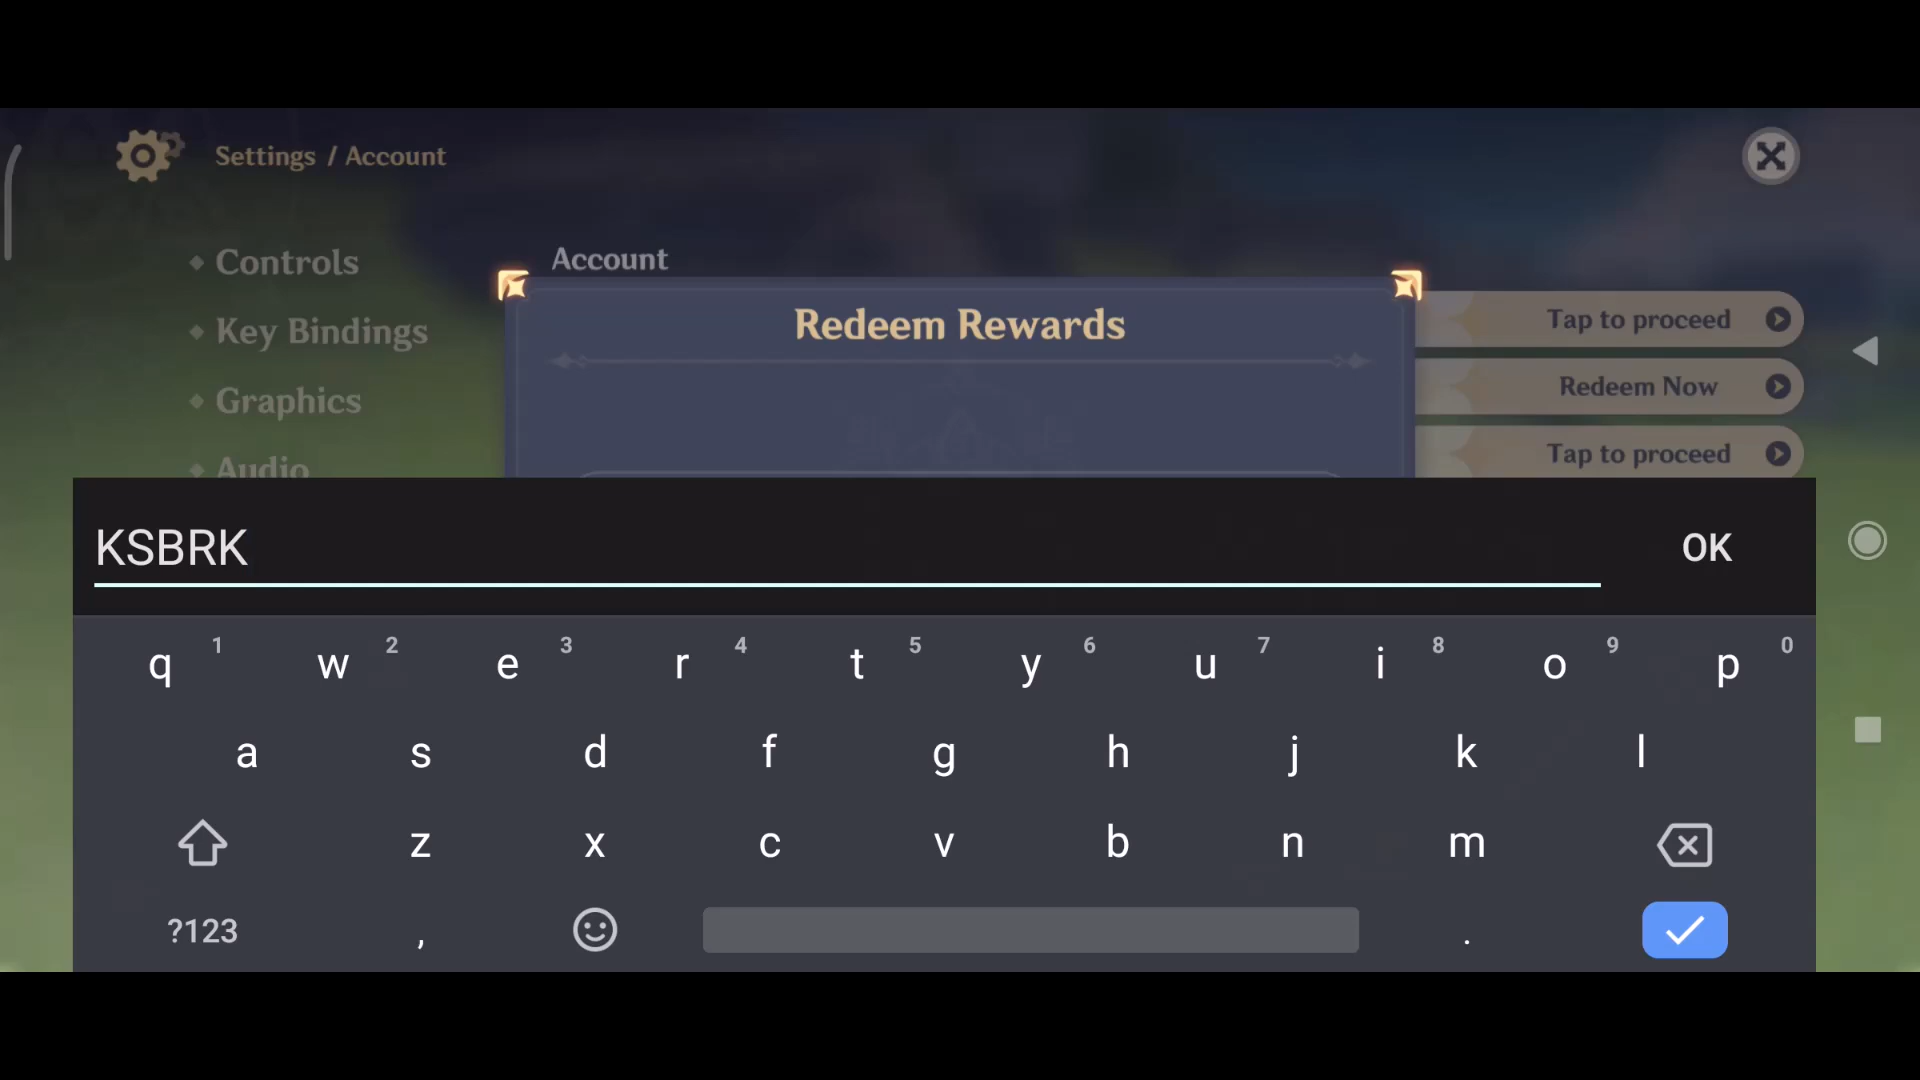 Settings / Account
Controls
Key Bindings
Graphics
Audio
Account
Redeem Rewards
Tap to proceed
Redeem Now
Tap to proceed
KSBRK
OK
q 1 w 2 e 3 r 4 t 5 y 6 u 7 i 8 o 9 p 0
a s d f g h j k l
z x c v b n m
?123 , .